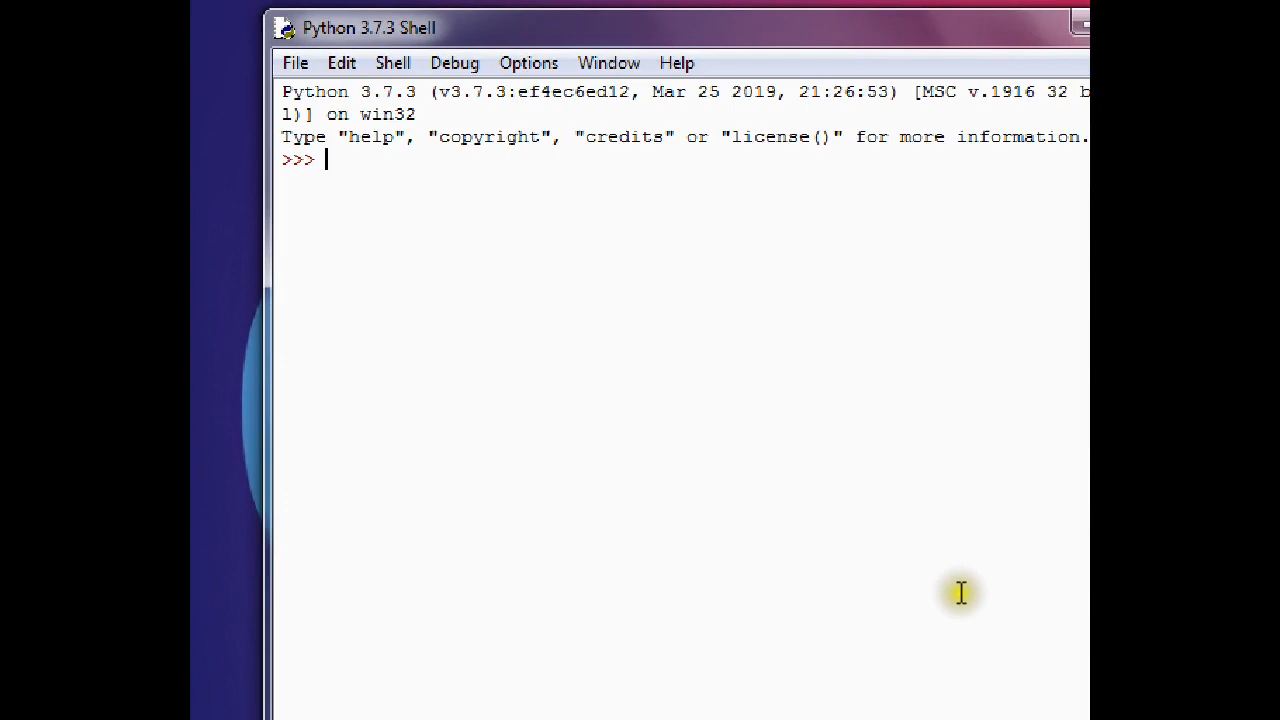 Python 3.7.3 Shell
File Edit Shell Debug Options Window Help
Python 3.7.3 (v3.7.3:ef4ec6ed12, Mar 25 2019, 21:26:53) [MSC v.1916 32 b
l)] on win32
Type "help", "copyright", "credits" or "license()" for more information.
>>>